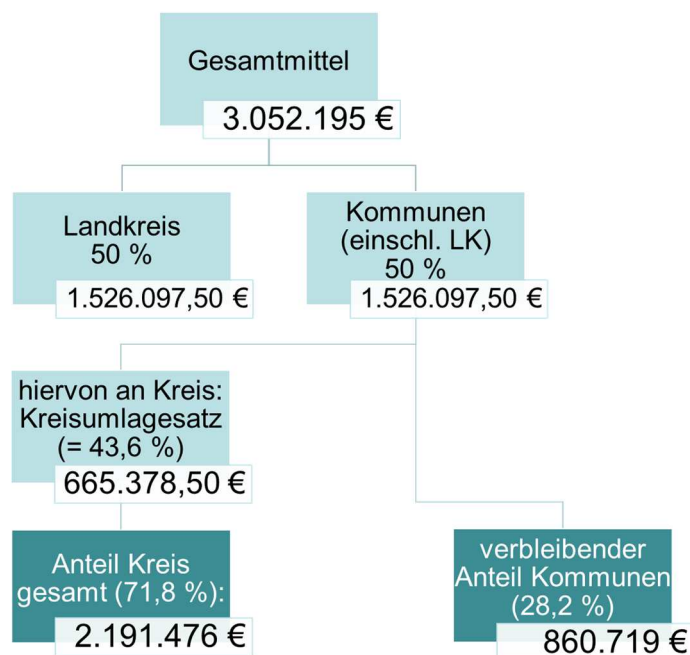 Gesamtmittel
3.052.195 €
Landkreis
50 %
1.526.097,50 €
Kommunen
(einschl. LK)
50 %
1.526.097,50 €
hiervon an Kreis:
Kreisumlagesatz
(= 43,6 %)
665.378,50 €
Anteil Kreis
gesamt (71,8 %):
2.191.476 €
verbleibender
Anteil Kommunen
(28,2 %)
860.719 €